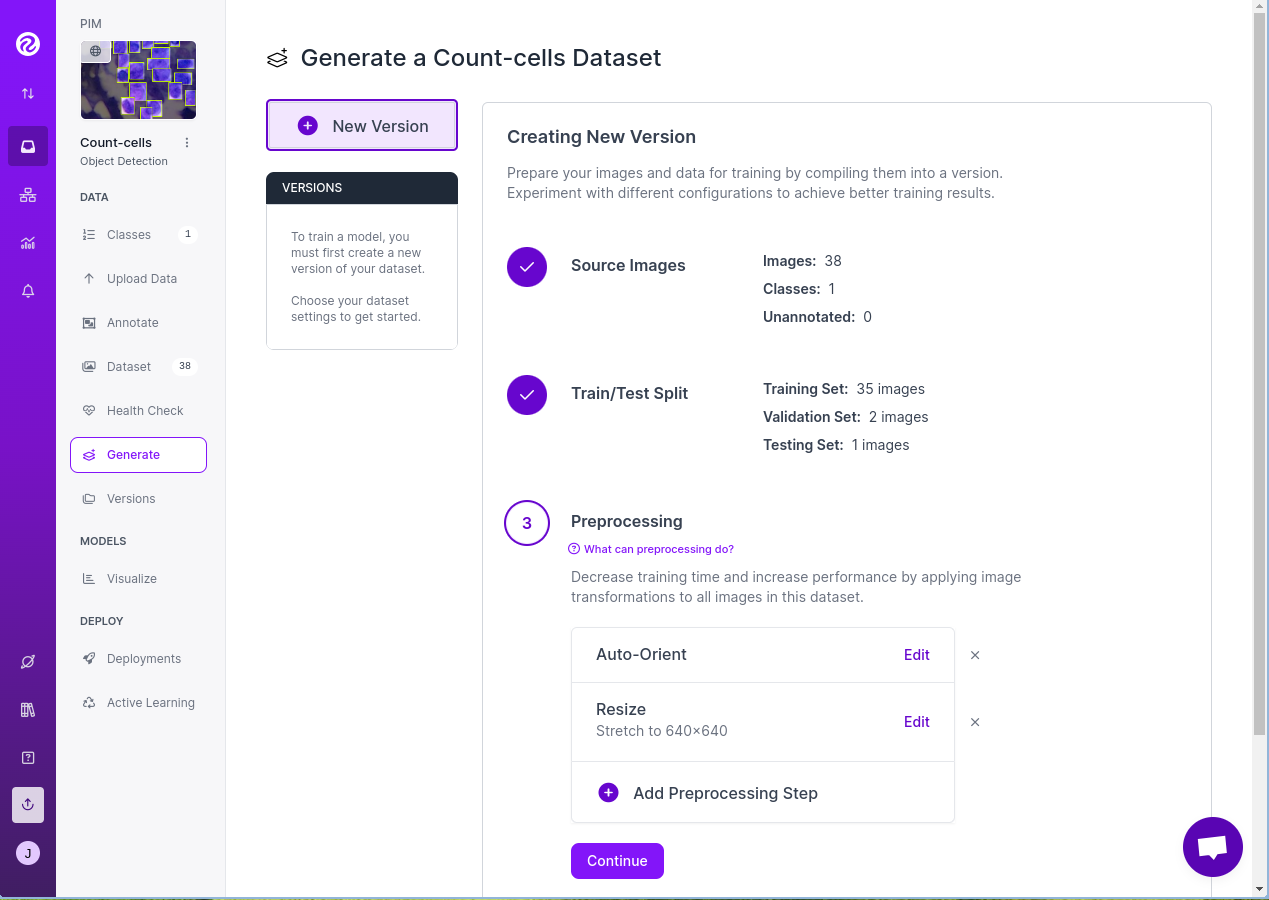 PIM
Count-cells
Object Detection
DATA
Classes 1
Upload Data
Annotate
Dataset 38
Health Check
Generate
Versions
MODELS
Visualize
DEPLOY
Deployments
Active Learning
J
Generate a Count-cells Dataset
New Version
VERSIONS
To train a model, you
must first create a new
version of your dataset.
Choose your dataset
settings to get started.
Creating New Version
Prepare your images and data for training by compiling them into a version.
Experiment with different configurations to achieve better training results.
Source Images
Images: 38
Classes: 1
Unannotated: 0
Train/Test Split
Training Set: 35 images
Validation Set: 2 images
Testing Set: 1 images
3 Preprocessing
What can preprocessing do?
Decrease training time and increase performance by applying image
transformations to all images in this dataset.
Auto-Orient Edit ×
Resize
Stretch to 640×640 Edit ×
Add Preprocessing Step
Continue